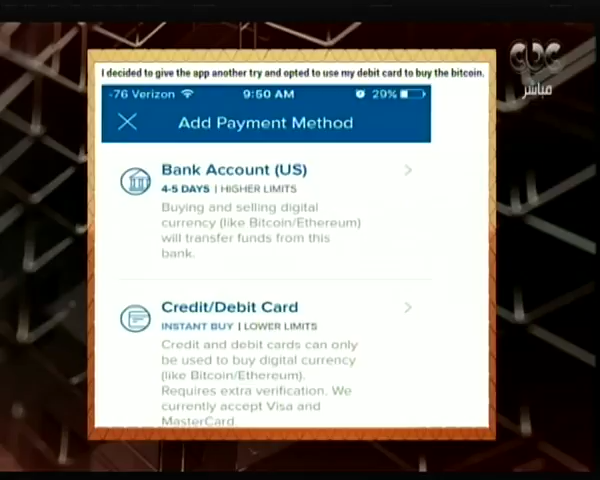 I decided to give the app another try and opted to use my debit card to buy the bitcoin.
CBC
مباشر
-76 Verizon 9:50 AM 29%
Add Payment Method
Bank Account (US)
4-5 DAYS | HIGHER LIMITS
Buying and selling digital
currency (like Bitcoin/Ethereum)
will transfer funds from this
bank.
Credit/Debit Card
INSTANT BUY | LOWER LIMITS
Credit and debit cards can only
be used to buy digital currency
(like Bitcoin/Ethereum).
Requires extra verification. We
currently accept Visa and
MasterCard